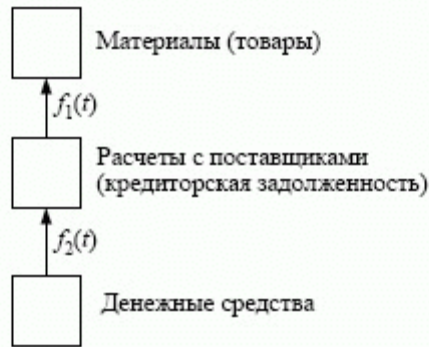 Материалы (товары)
f₁(t)
Расчеты с поставщиками
(кредиторская задолженность)
f₂(t)
Денежные средства